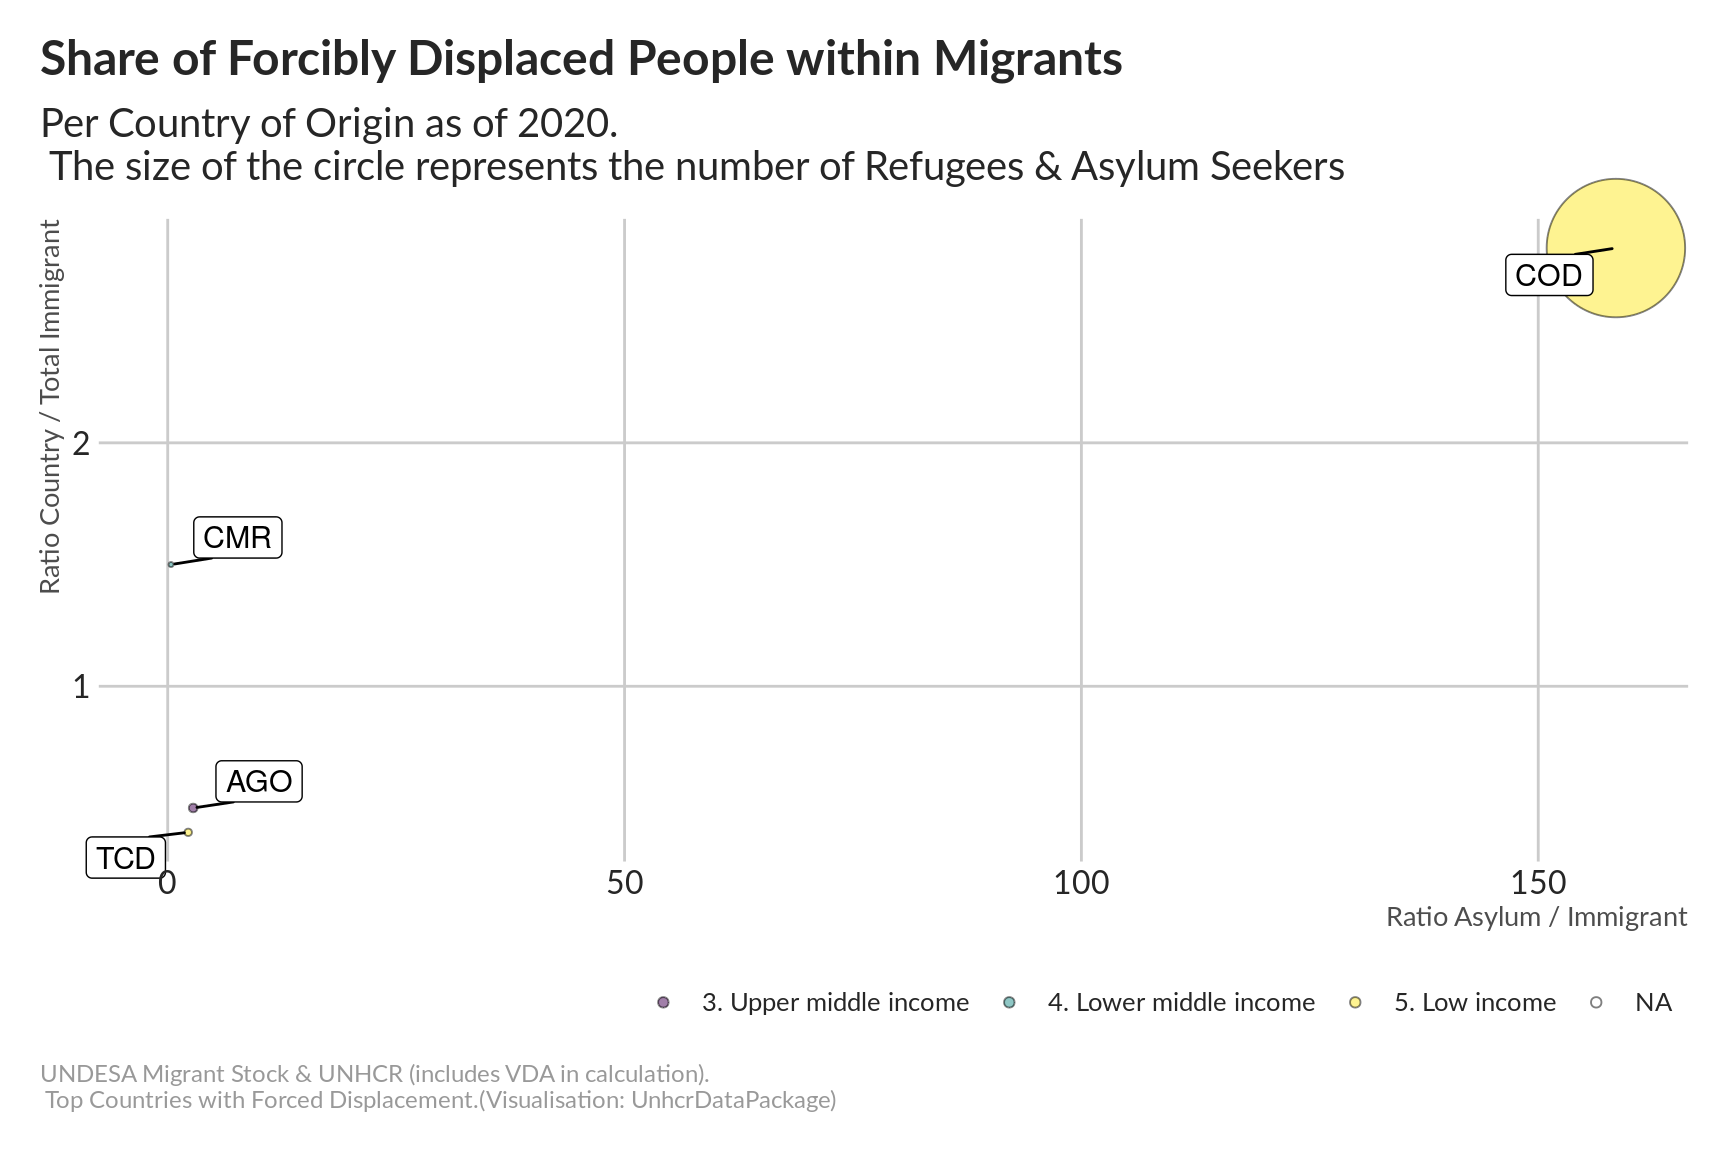 Share of Forcibly Displaced People within Migrants
Per Country of Origin as of 2020.
The size of the circle represents the number of Refugees & Asylum Seekers
Ratio Country / Total Immigrant
COD
2
CMR
1
AGO
TCD
0 50 100 150
Ratio Asylum / Immigrant
3. Upper middle income 4. Lower middle income 5. Low income NA
UNDESA Migrant Stock & UNHCR (includes VDA in calculation).
Top Countries with Forced Displacement.(Visualisation: UnhcrDataPackage)